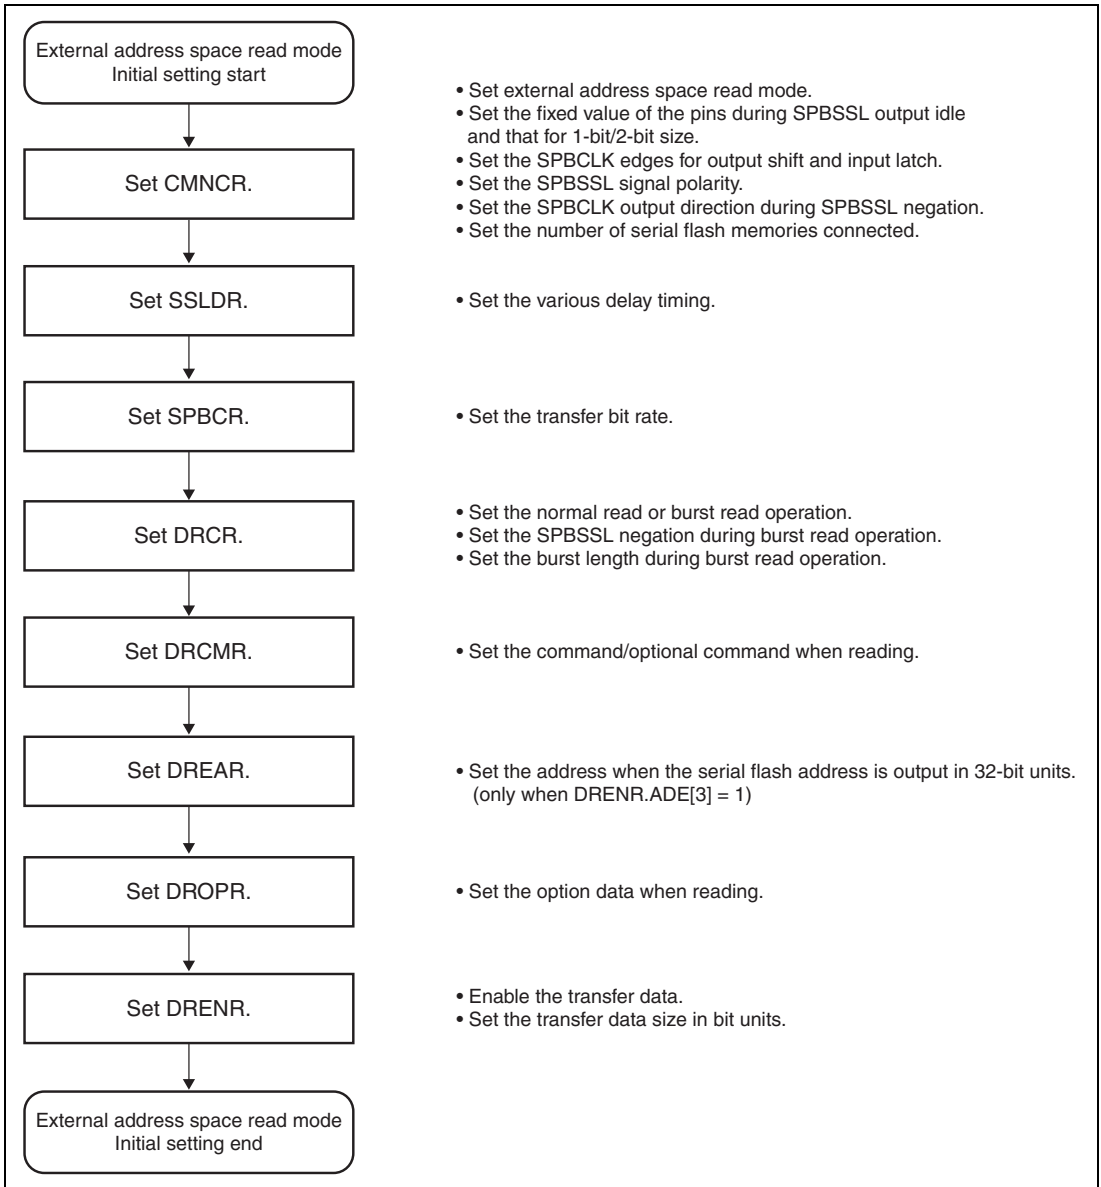 External address space read mode
Initial setting start
• Set external address space read mode.
• Set the fixed value of the pins during SPBSSL output idle
and that for 1-bit/2-bit size.
• Set the SPBCLK edges for output shift and input latch.
• Set the SPBSSL signal polarity.
• Set the SPBCLK output direction during SPBSSL negation.
• Set the number of serial flash memories connected.
Set CMNCR.
Set SSLDR.
• Set the various delay timing.
Set SPBCR.
• Set the transfer bit rate.
Set DRCR.
• Set the normal read or burst read operation.
• Set the SPBSSL negation during burst read operation.
• Set the burst length during burst read operation.
Set DRCMR.
• Set the command/optional command when reading.
Set DREAR.
• Set the address when the serial flash address is output in 32-bit units.
(only when DRENR.ADE[3] = 1)
Set DROPR.
• Set the option data when reading.
Set DRENR.
• Enable the transfer data.
• Set the transfer data size in bit units.
External address space read mode
Initial setting end